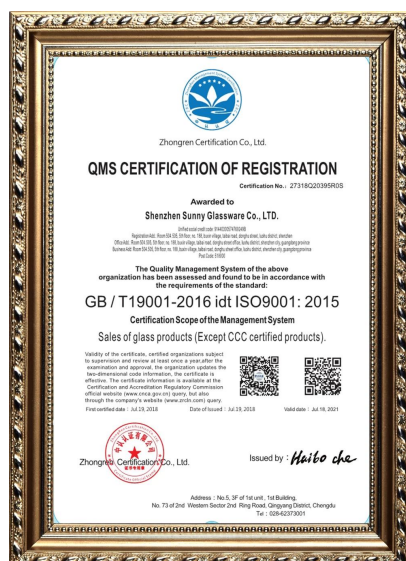 Zhongren Certification Co., Ltd.
QMS CERTIFICATION OF REGISTRATION
Certification No.: 27318Q20395R0S
Awarded to
Shenzhen Sunny Glassware Co., LTD.
Unified social credit code:
The Quality Management System of the above
organization has been assessed and found to be in accordance with
the requirements of the standard:
GB / T19001-2016 idt ISO9001: 2015
Certification Scope of the Management System
Sales of glass products (Except CCC certified products).
Validity of the certificate, certified organizations subject
to supervision and review at least once a year,after the
examination and approval, the organization updates the
two-dimensional code information, the certificate is
effective. The certificate information is available at the
Certification and Accreditation Regulatory Commission
official website (www.cnca.gov.cn) query, but also
through the company's website (www.zrcln.com) query.
First certified date : Jul.19, 2018 Date of Issued : Jul.19, 2018 Valid date : Jul.18, 2021
Zhongren Certification Co., Ltd.
Issued by : Haibo che
Address : No.5, 3F of 1st unit, 1st Building,
No. 73 of 2nd Western Sector 2nd Ring Road, Qingyang District, Chengdu
Tel : 028-62373001